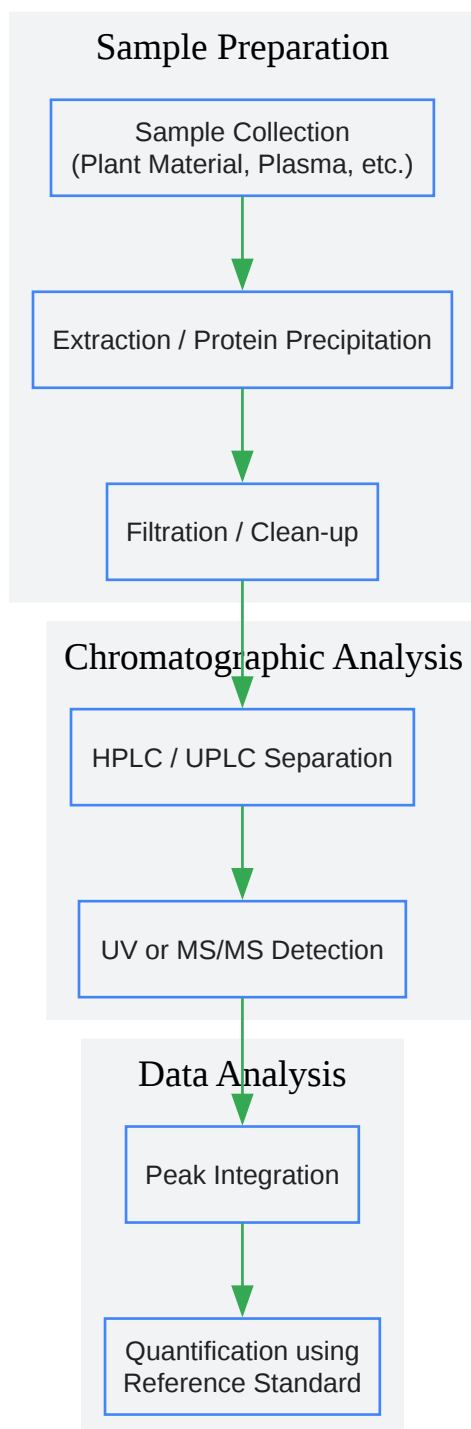 Sample Preparation
Sample Collection
(Plant Material, Plasma, etc.)
Extraction / Protein Precipitation
Filtration / Clean-up
Chromatographic Analysis
HPLC / UPLC Separation
UV or MS/MS Detection
Data Analysis
Peak Integration
Quantification using
Reference Standard